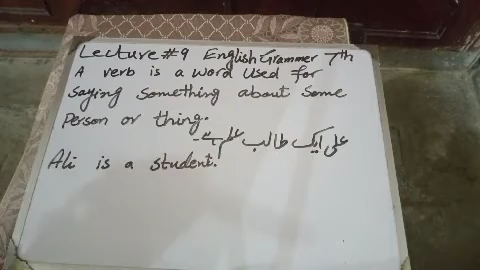 Lecture #9 English Grammer 7th
A verb is a word used for
saying something about some
person or thing.
علی ایک طالب علم ہے۔
Ali is a student.